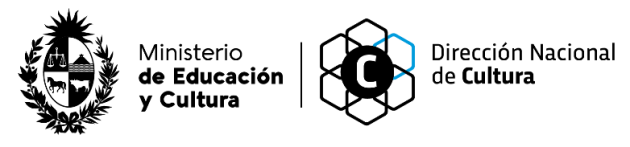 Ministerio
de Educación
y Cultura
C
Dirección Nacional
de Cultura